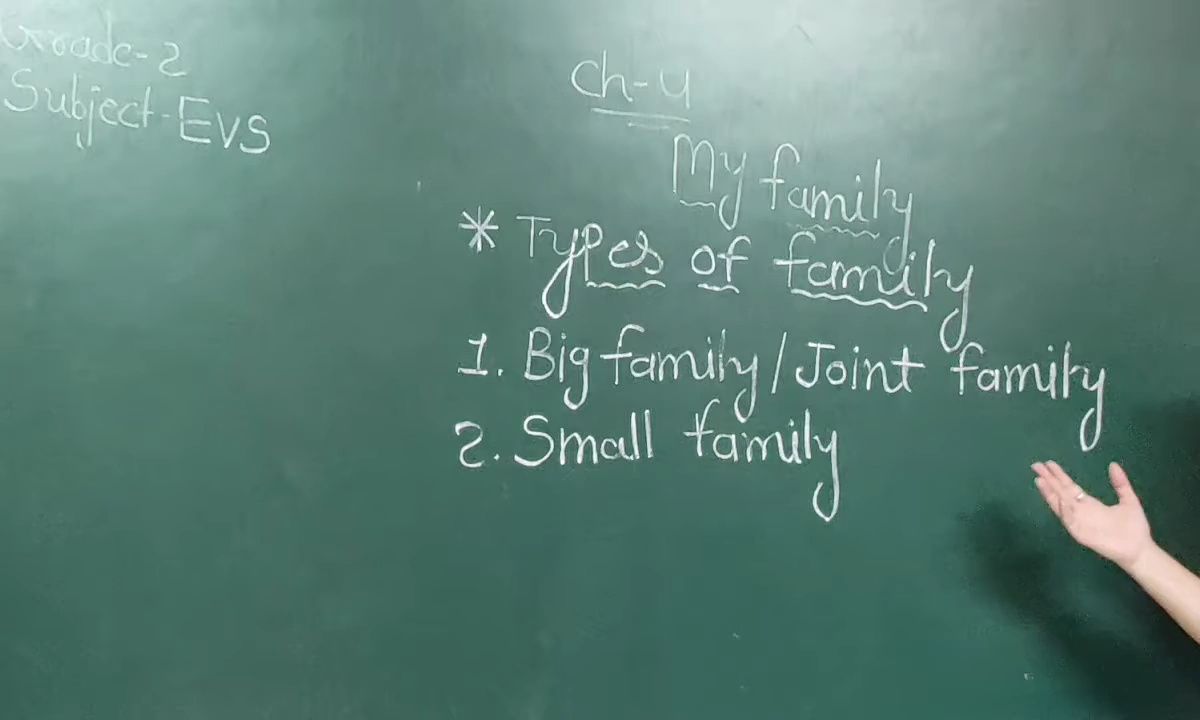 Grade-2
Subject-EVS
Ch-4
My family
* Types of family
1. Big family/Joint family
2. Small family